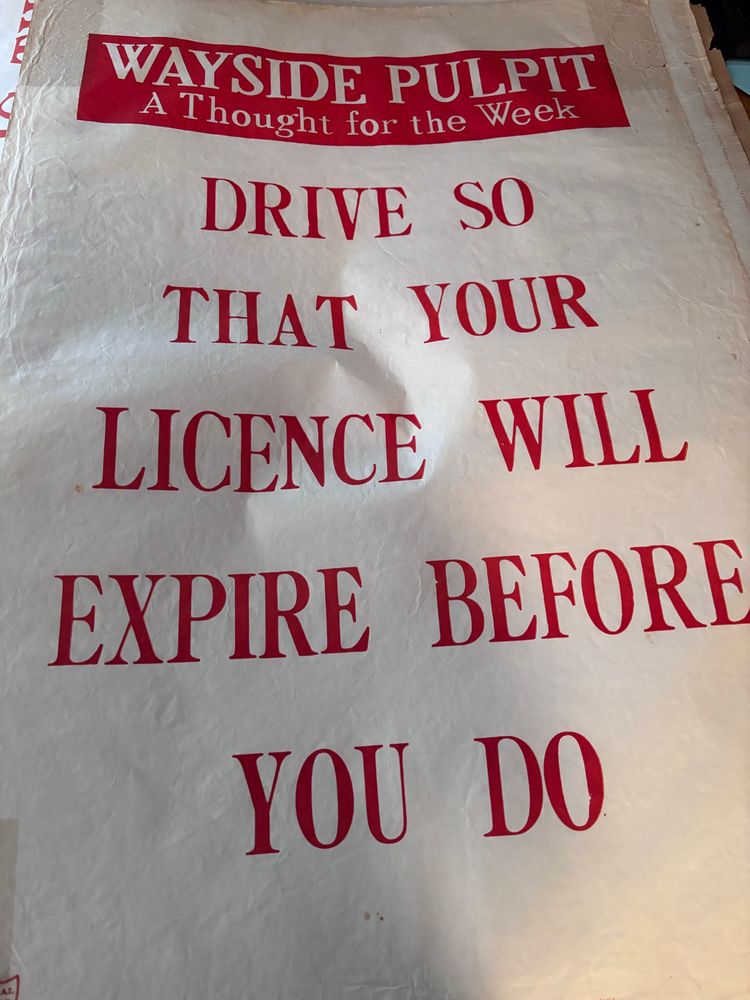 WAYSIDE PULPIT
A Thought for the Week
DRIVE SO
THAT YOUR
LICENCE WILL
EXPIRE BEFORE
YOU DO